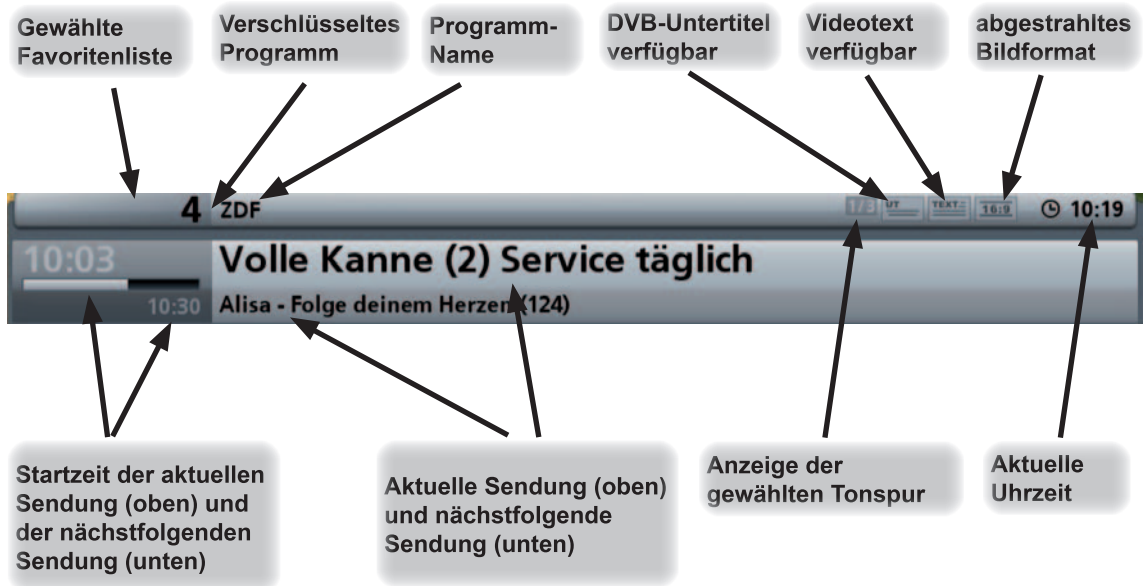 Gewählte
Favoritenliste
Verschlüsseltes
Programm
Programm-
Name
DVB-Untertitel
verfügbar
Videotext
verfügbar
abgestrahltes
Bildformat
4 ZDF 1/3 UT TEXT 16:9 10:19
10:03 Volle Kanne (2) Service täglich
10:30 Alisa - Folge deinem Herzen (124)
Startzeit der aktuellen
Sendung (oben) und
der nächstfolgenden
Sendung (unten)
Aktuelle Sendung (oben)
und nächstfolgende
Sendung (unten)
Anzeige der
gewählten Tonspur
Aktuelle
Uhrzeit